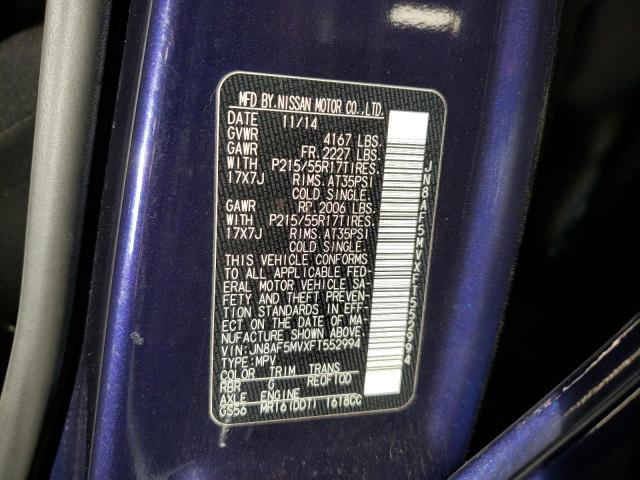 MFD BY.NISSAN MOTOR CO.,LTD.
DATE 11/14
GVWR 4167 LBS.
GAWR FR. 2227 LBS.
WITH P215/55R17TIRES.
17X7J RIMS. AT35PSI
COLD SINGLE.
GAWR RP. 2006 LBS.
WITH P215/55R17TIRES.
17X7J RIMS. AT35PSI
COLD SINGLE.
THIS VEHICLE CONFORMS
TO ALL APPLICABLE FED-
ERAL MOTOR VEHICLE SA-
FETY AND THEFT PREVEN-
TION STANDARDS IN EFF-
ECT ON THE DATE OF MA-
NUFACTURE SHOWN ABOVE.
VIN: JN8AF5MVXFT552994
TYPE: MPV
COLOR TRIM TRANS
RBR G RE0F10D
AXLE ENGINE
GS56 MR16(DDT) 1618CC
JN8AF5MVXFT552994